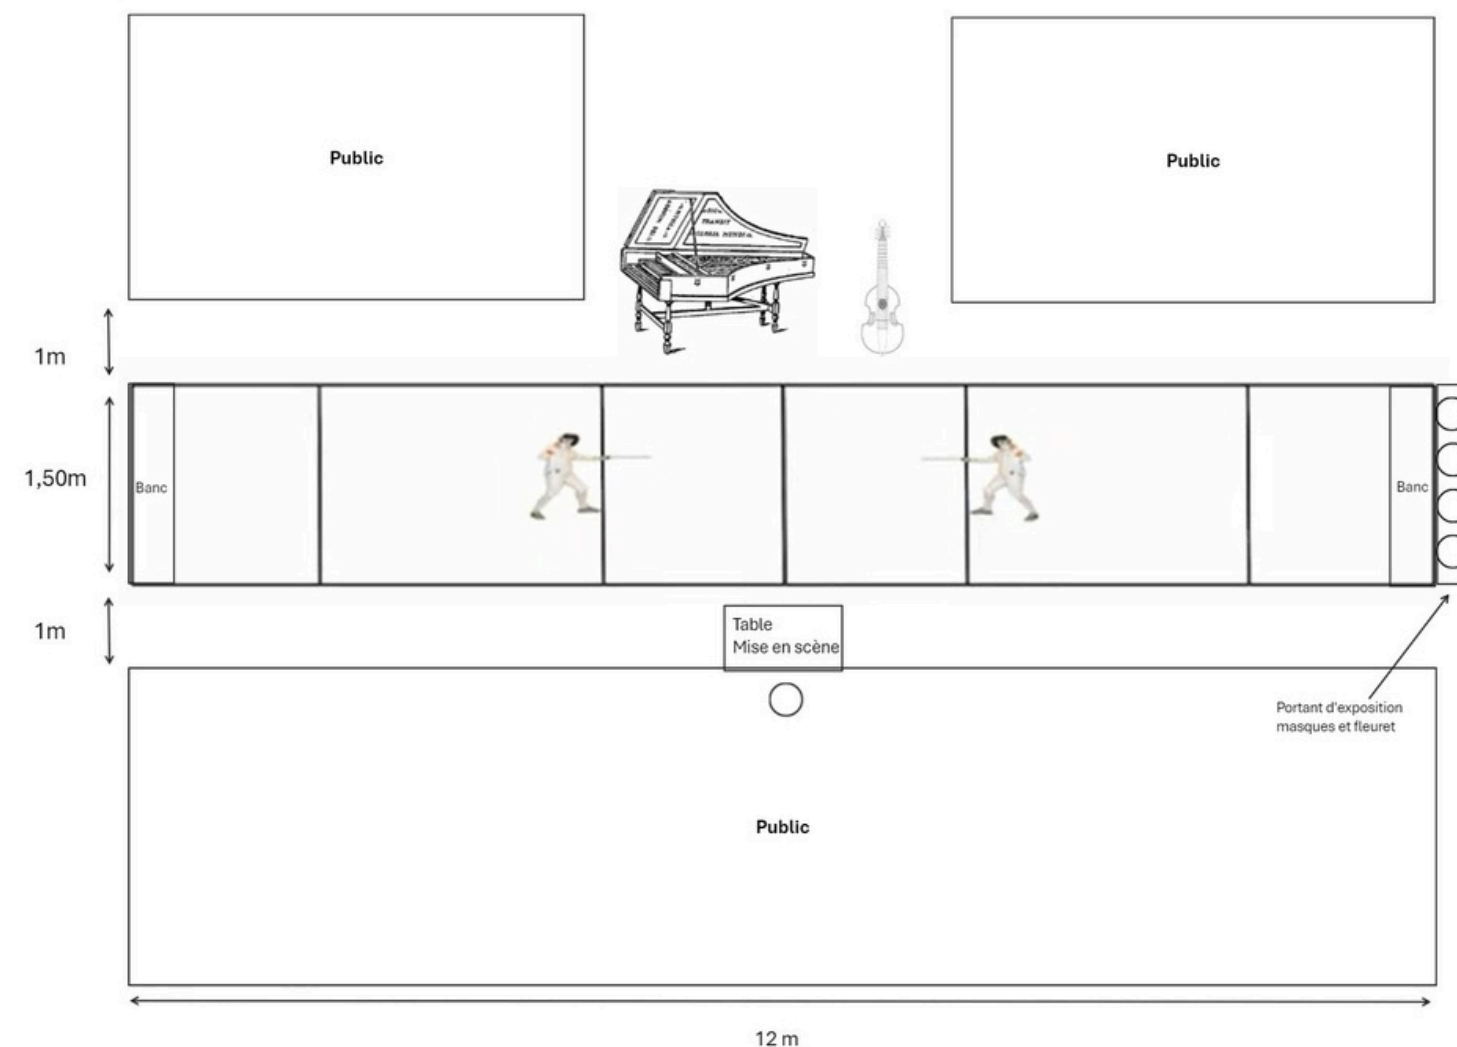 Public
Public
TRANSIT
1m
1,50m
Banc
Banc
1m
Table
Mise en scène
Portant d'exposition
masques et fleuret
Public
12 m